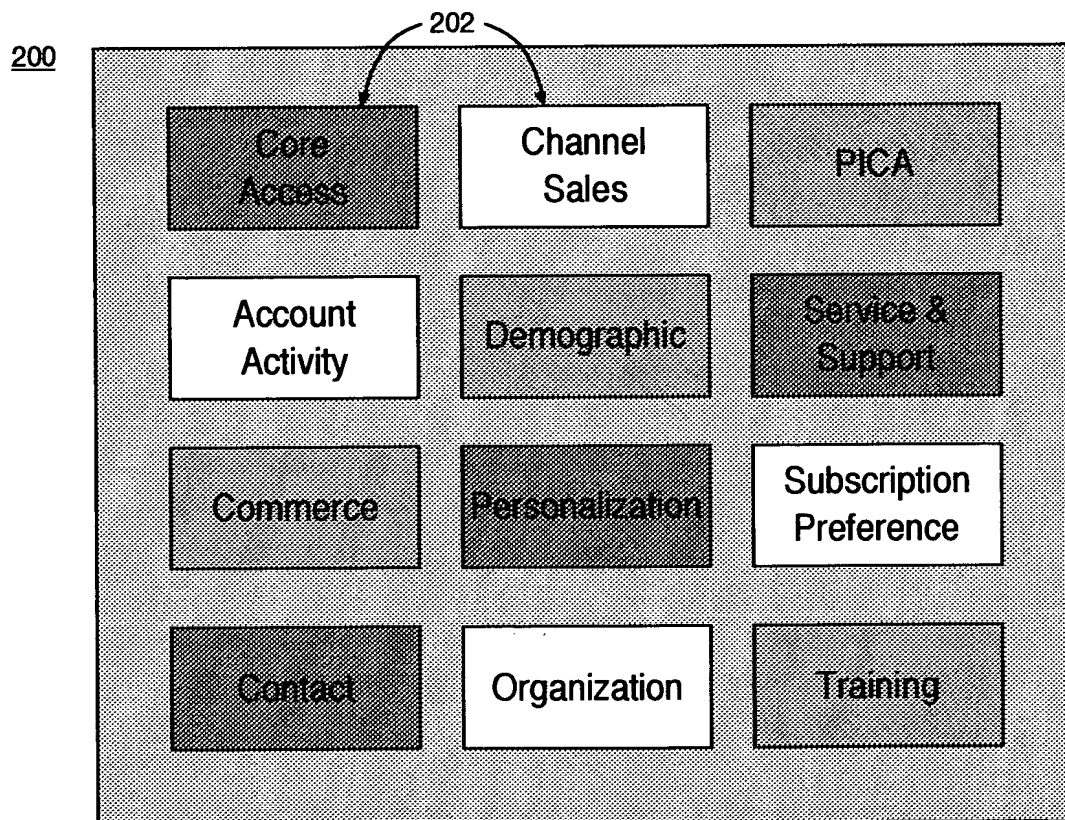 202
200
Core
Access
Channel
Sales
PICA
Account
Activity
Demographic
Service &
Support
Commerce
Personalization
Subscription
Preference
Contact
Organization
Training